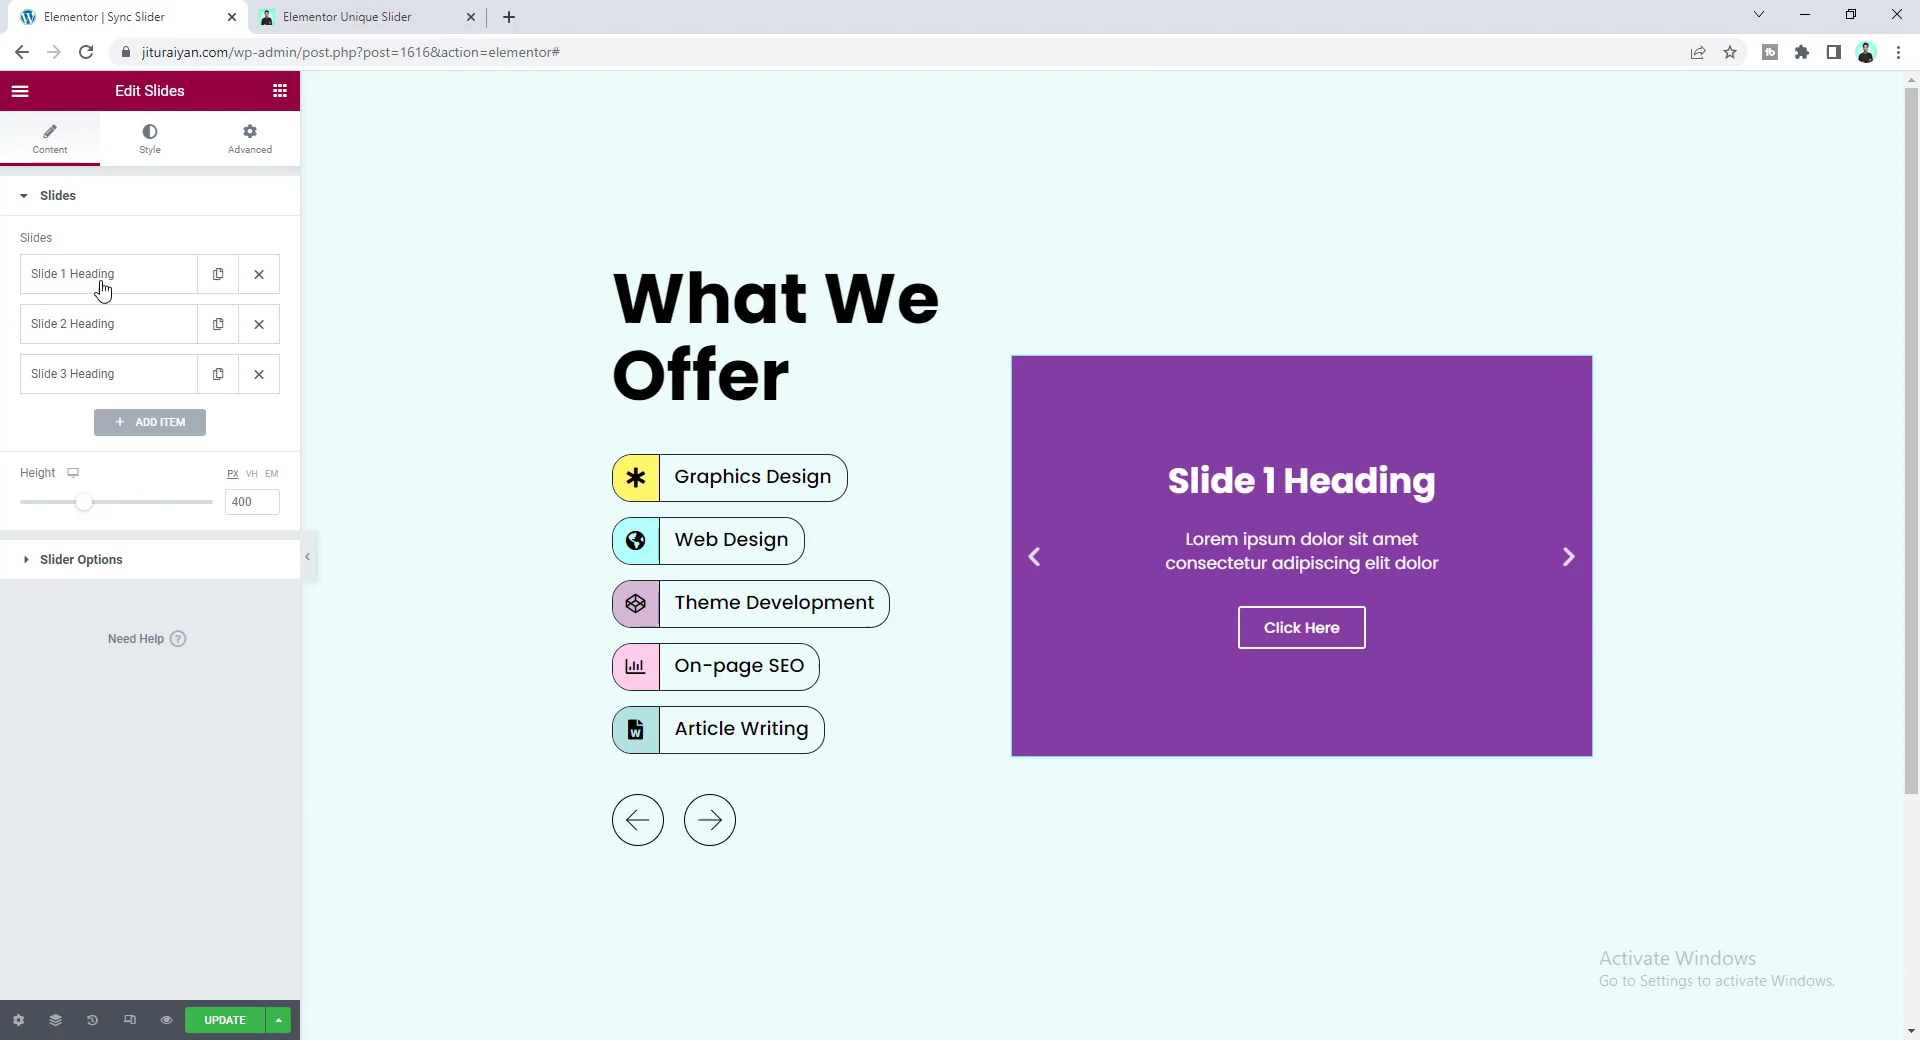 Elementor | Sync Slider
Elementor Unique Slider
jituraiyan.com/wp-admin/post.php?post=1616&action=elementor#
Edit Slides
Content
Style
Advanced
Slides
Slides
Slide 1 Heading
Slide 2 Heading
Slide 3 Heading
+ ADD ITEM
Height
PX VH EM
400
Slider Options
Need Help ?
UPDATE
What We
Offer
Graphics Design
Web Design
Theme Development
On-page SEO
Article Writing
Slide 1 Heading
Lorem ipsum dolor sit amet
consectetur adipiscing elit dolor
Click Here
Activate Windows
Go to Settings to activate Windows.